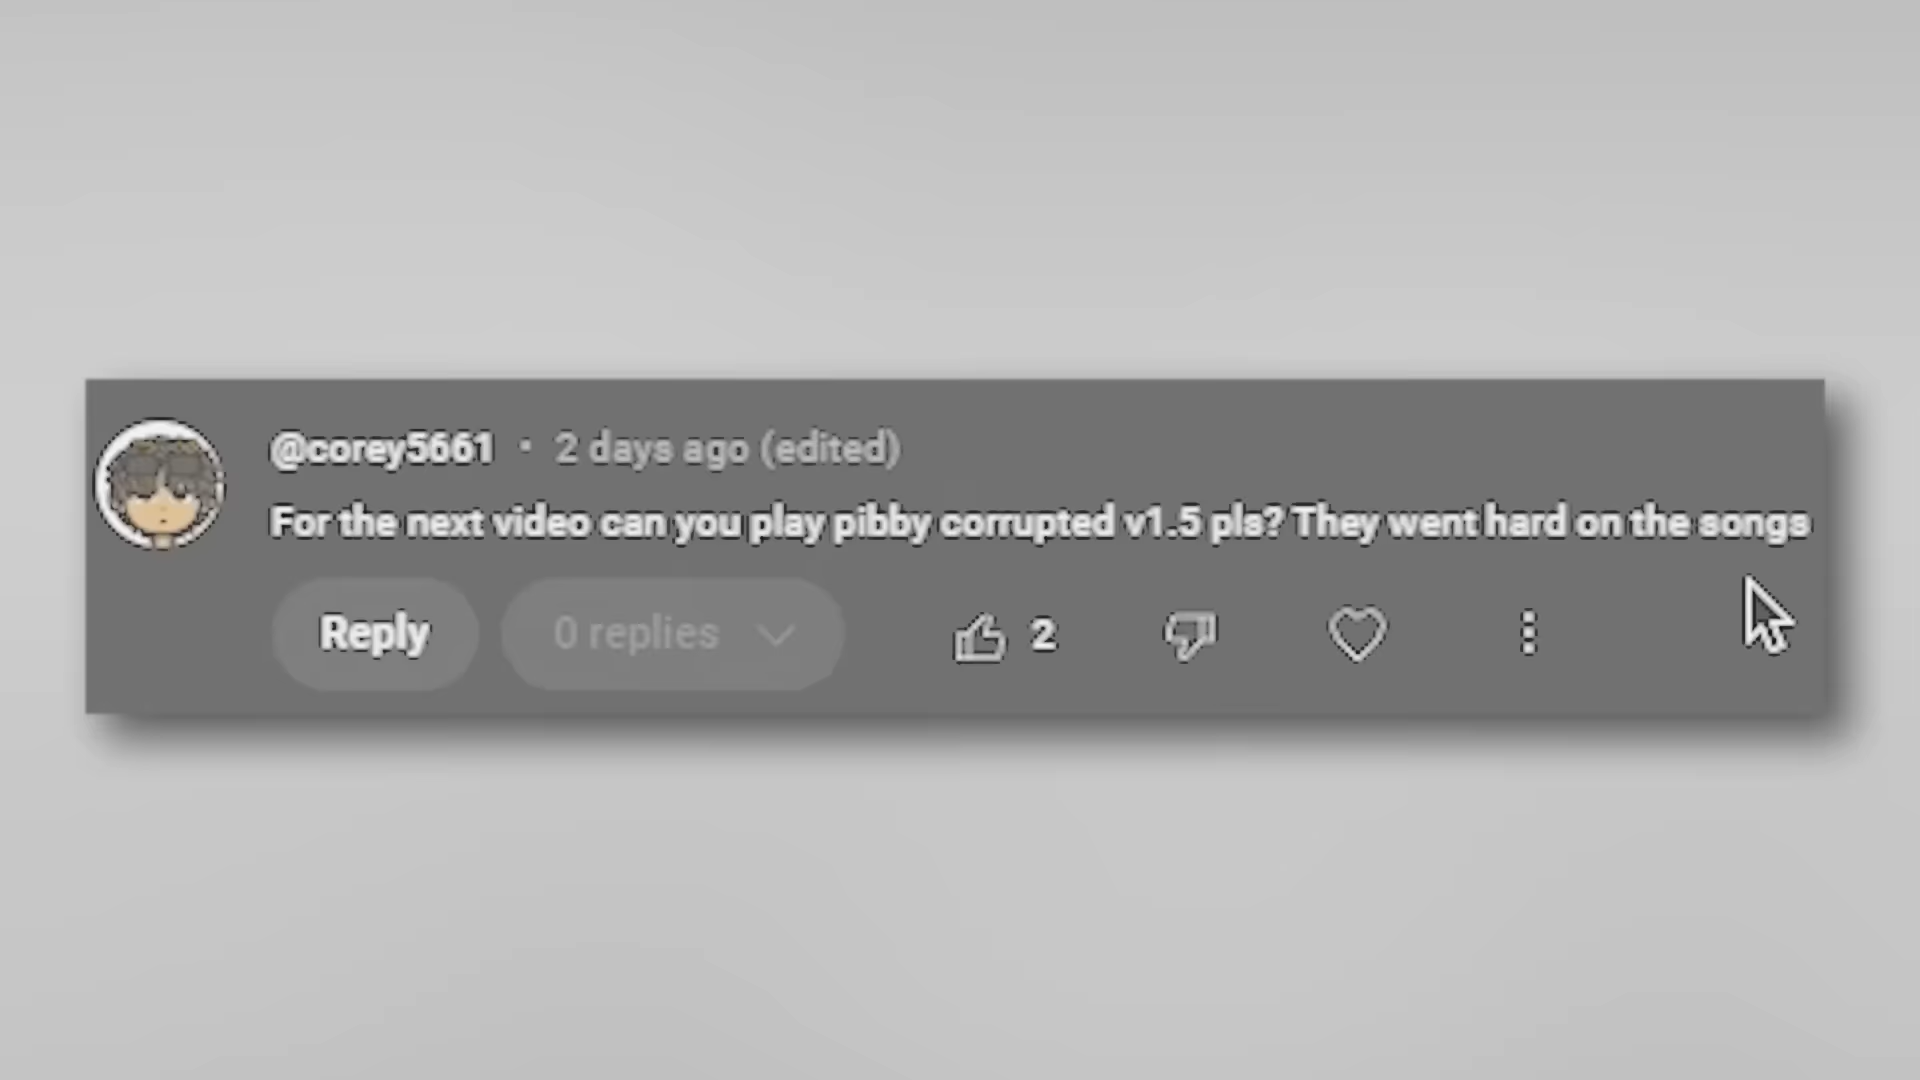 @corey5661 • 2 days ago (edited)
For the next video can you play pibby corrupted v1.5 pls? They went hard on the songs
Reply 0 replies 2